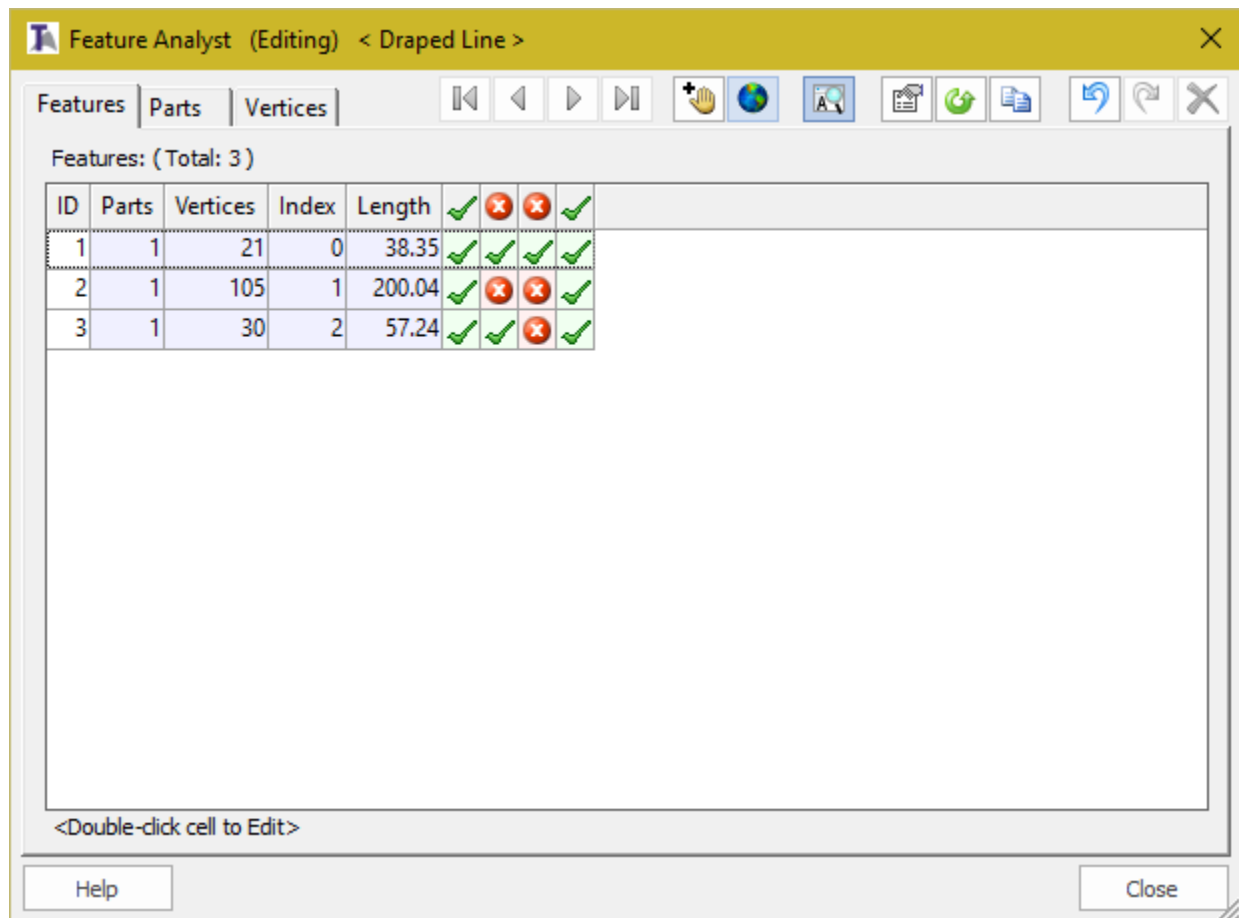 Feature Analyst (Editing) < Draped Line >
Features Parts Vertices
Features: ( Total: 3 )
ID Parts Vertices Index Length
1 1 21 0 38.35
2 1 105 1 200.04
3 1 30 2 57.24
<Double-click cell to Edit>
Help Close